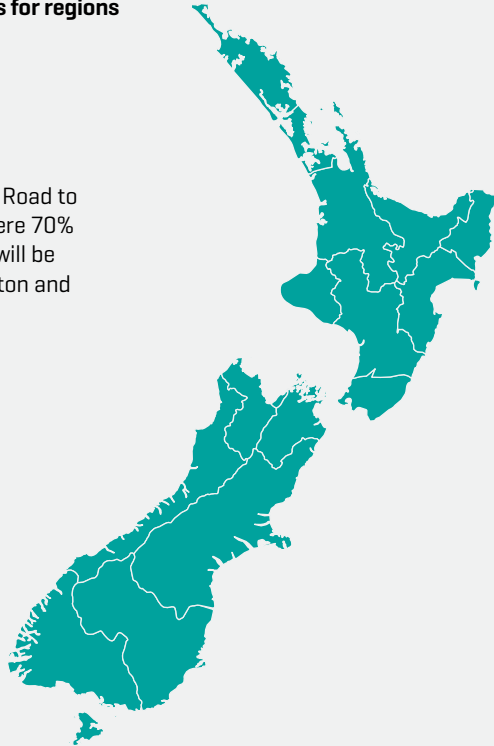 s for regions
Road to
ere 70%
will be
ton and